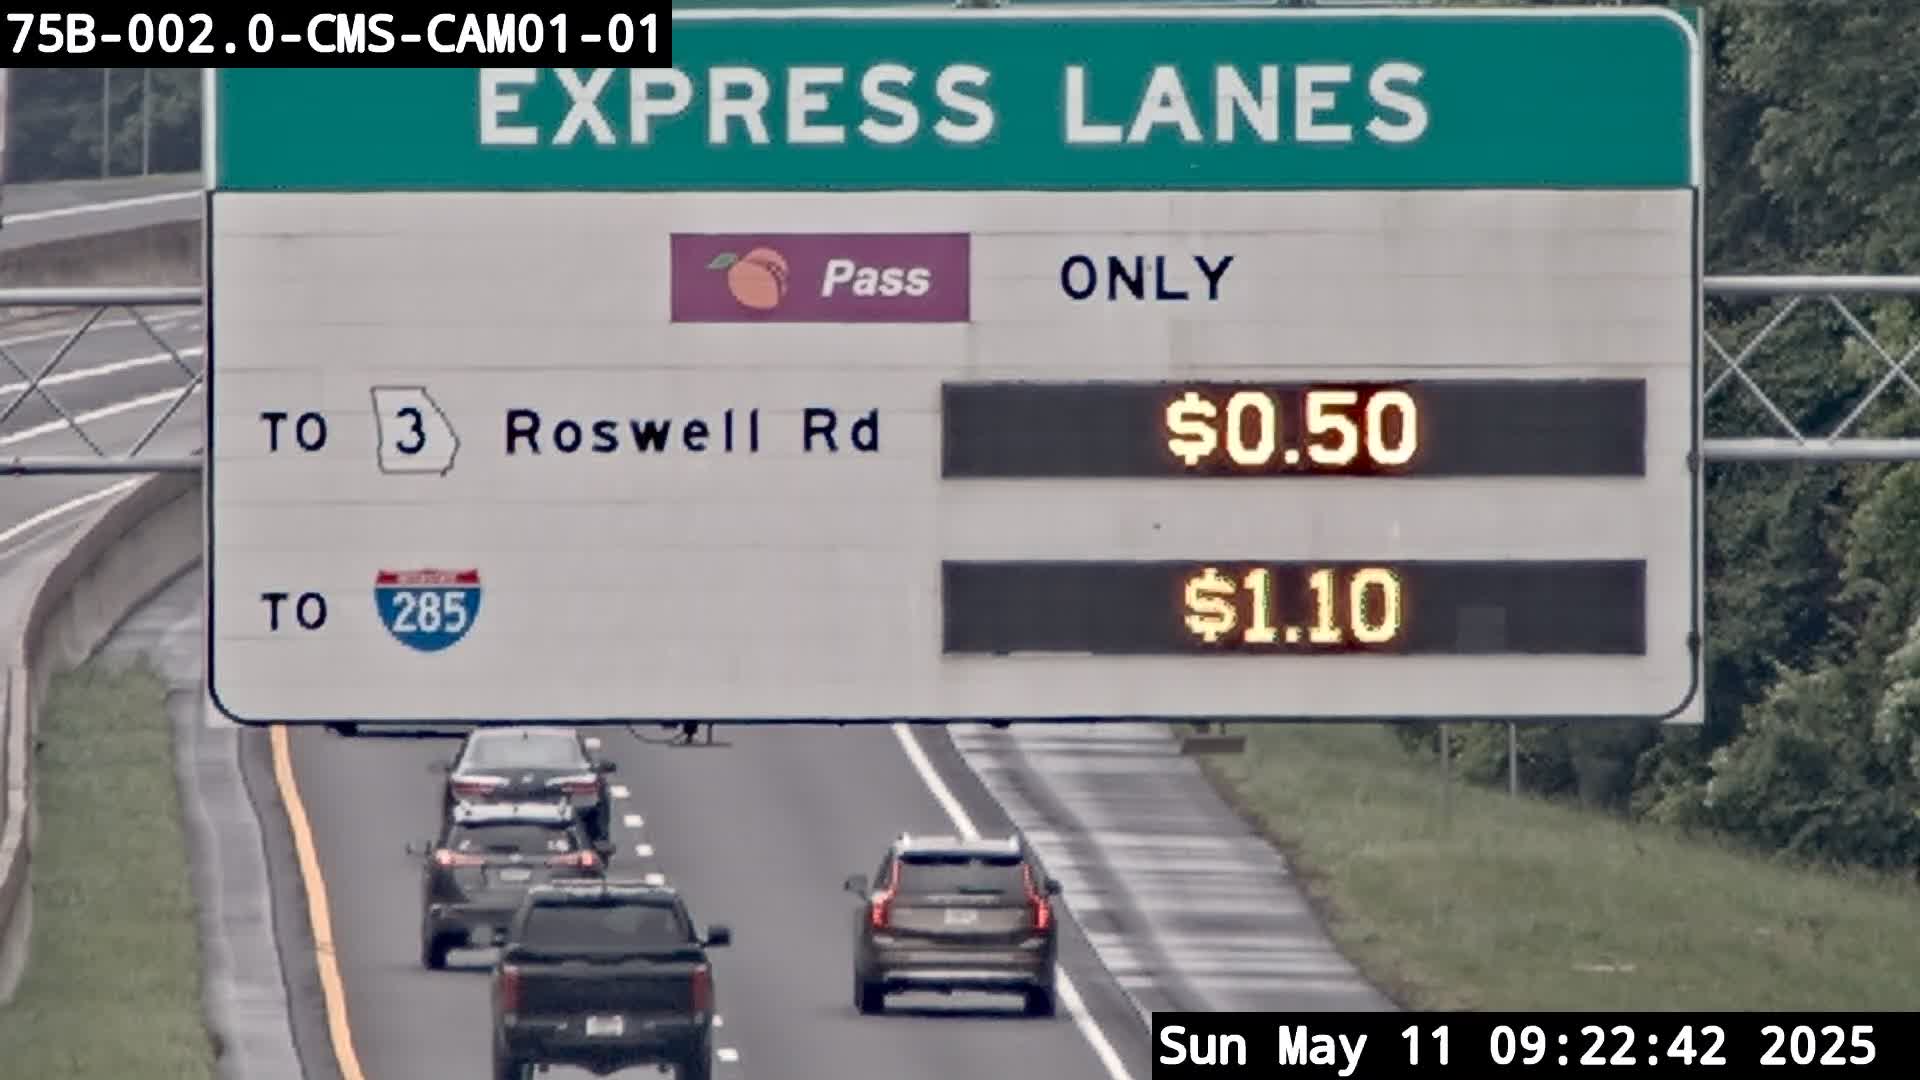 75B-002.0-CMS-CAM01-01
EXPRESS LANES
Pass ONLY
TO 3 Roswell Rd $0.50
TO 285 $1.10
Sun May 11 09:22:42 2025